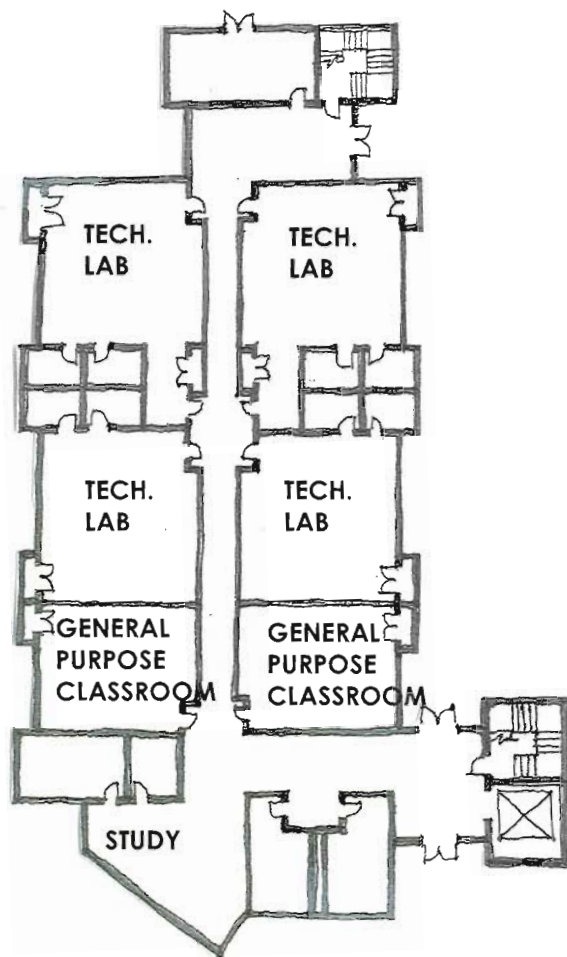 TECH.
LAB
TECH.
LAB
TECH.
LAB
TECH.
LAB
GENERAL
PURPOSE
CLASSROOM
GENERAL
PURPOSE
CLASSROOM
STUDY